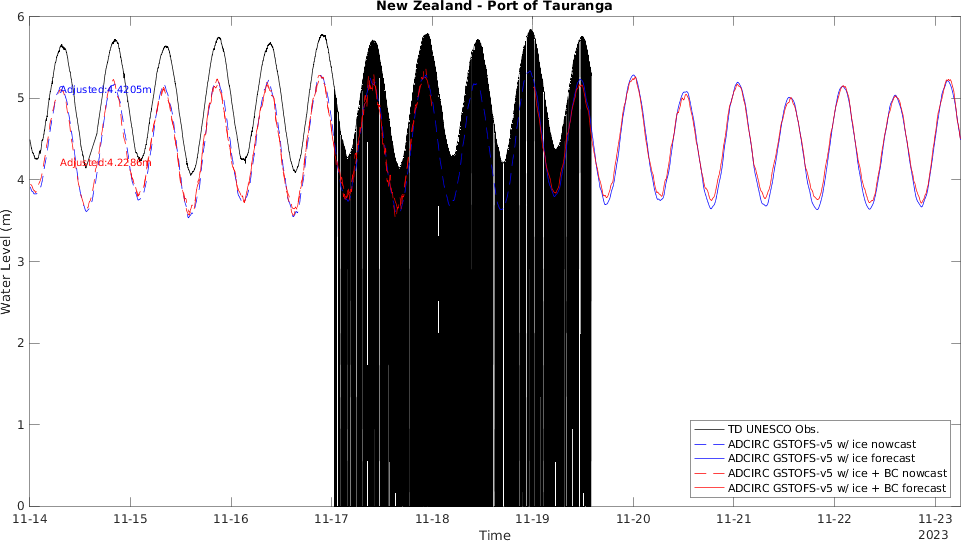 New Zealand - Port of Tauranga
6
5
4
3
2
1
0
Water Level (m)
Adjusted:4.4205m
Adjusted:4.2286m
TD UNESCO Obs.
ADCIRC GSTOFS-v5 w/ ice nowcast
ADCIRC GSTOFS-v5 w/ ice forecast
ADCIRC GSTOFS-v5 w/ ice + BC nowcast
ADCIRC GSTOFS-v5 w/ ice + BC forecast
11-14 11-15 11-16 11-17 11-18 11-19 11-20 11-21 11-22 11-23
Time
2023